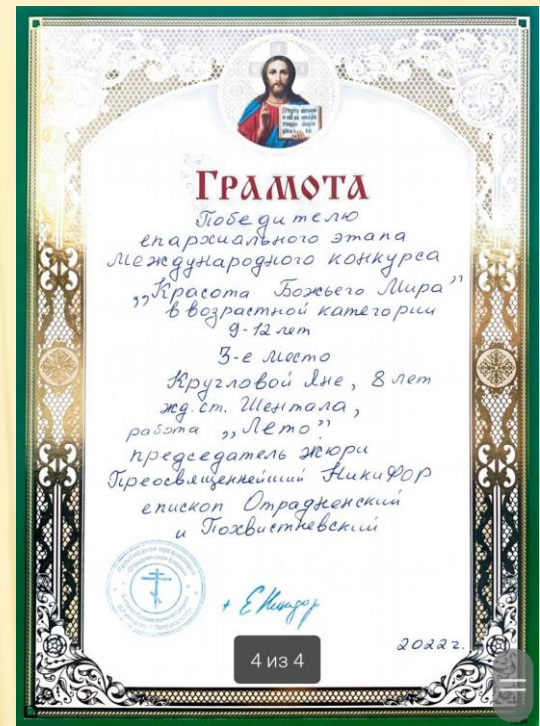 ГРАМОТА
Победителю
епархиального этапа
Международного конкурса
„Красота Божьего Мира”
в возрастной категории
9-12 лет
3-е место
Кругловой Яне, 8 лет
жд. ст. Шентала,
работа „Лето”
председатель жюри
Преосвященнейший Никифор
епископ Отрадненский
и Похвистневский
4 из 4
2022г.